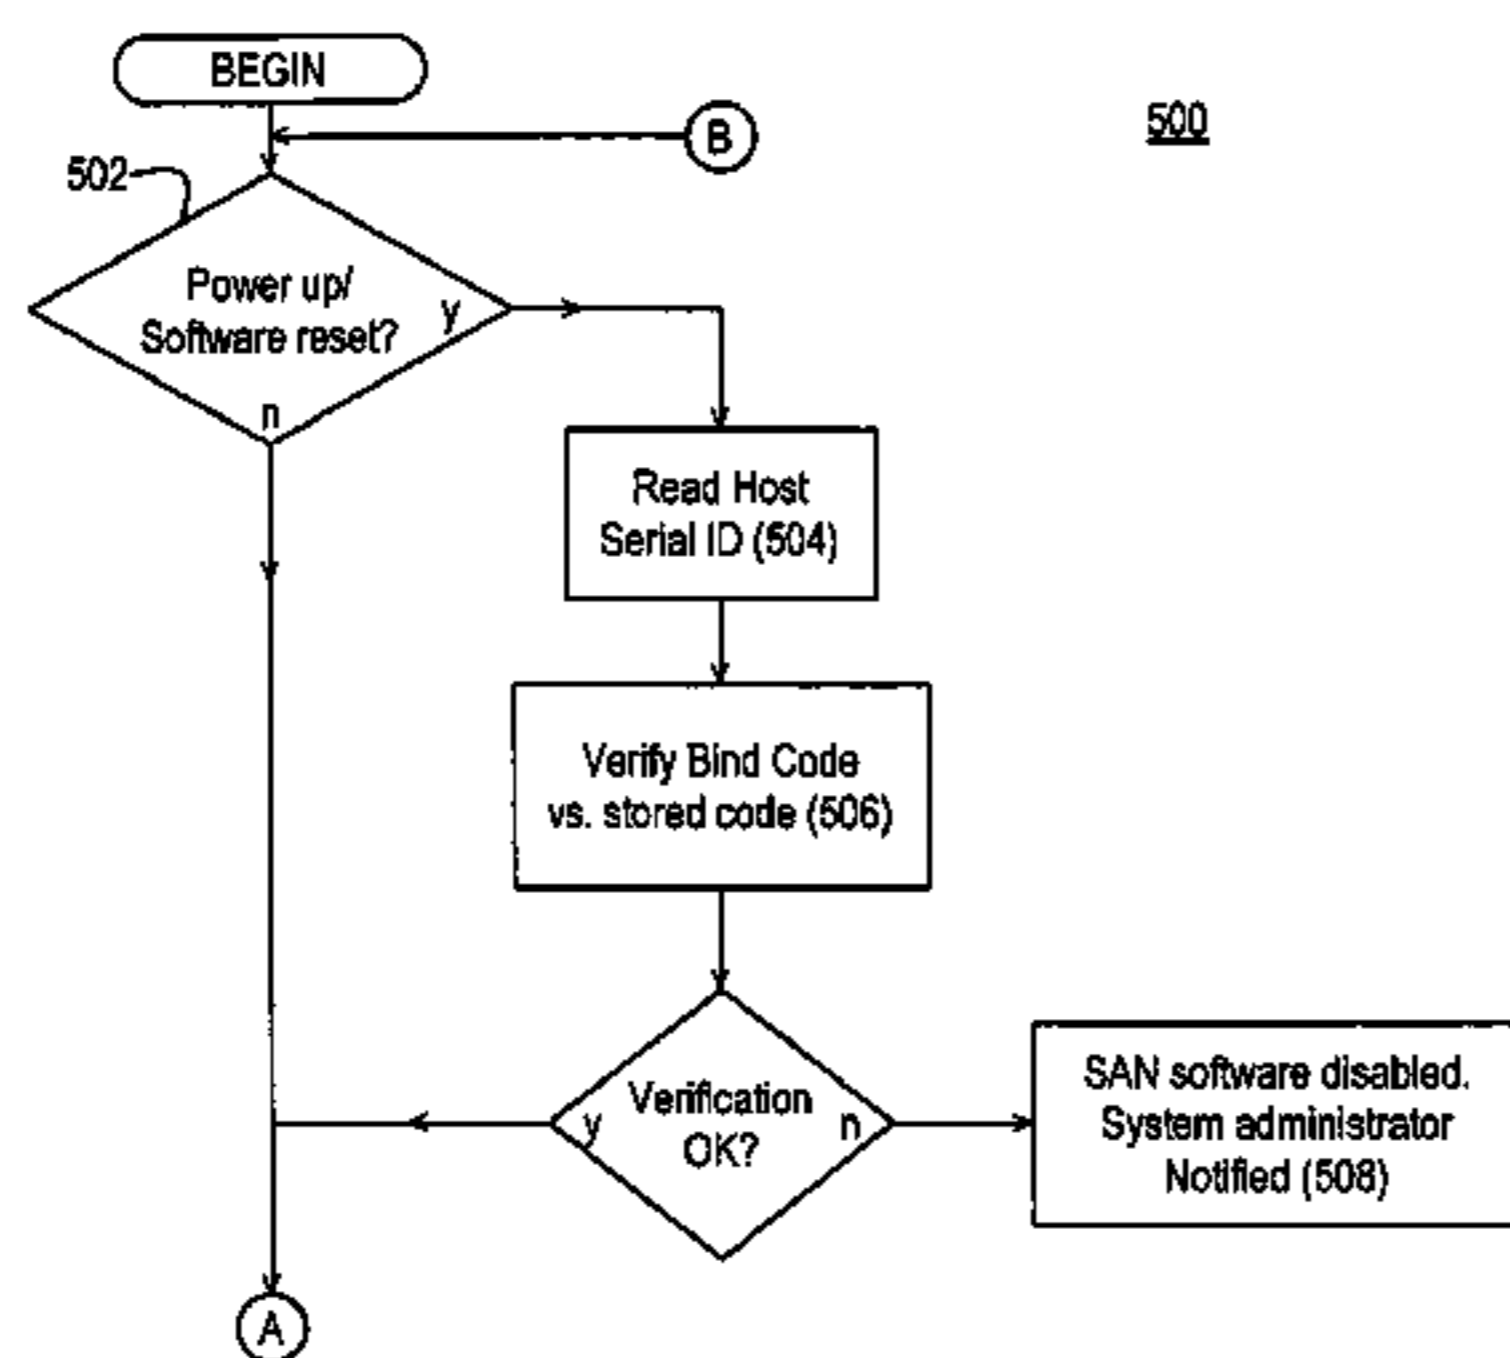 BEGIN
B
500
502
Power up/
Software reset?
y
n
Read Host
Serial ID (504)
Verify Bind Code
vs. stored code (506)
Verification
OK?
y
n
SAN software disabled.
System administrator
Notified (508)
A